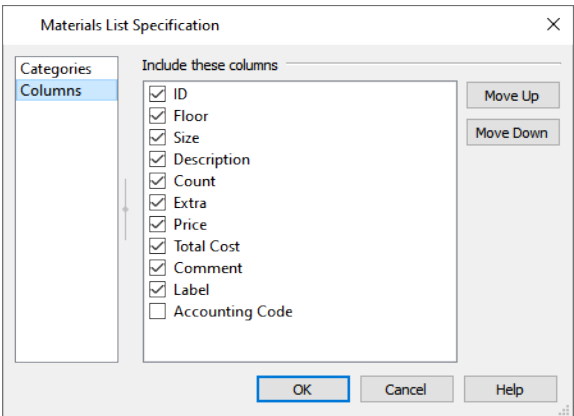 Materials List Specification
Categories
Columns
Include these columns
ID
Floor
Size
Description
Count
Extra
Price
Total Cost
Comment
Label
Accounting Code
Move Up
Move Down
OK
Cancel
Help